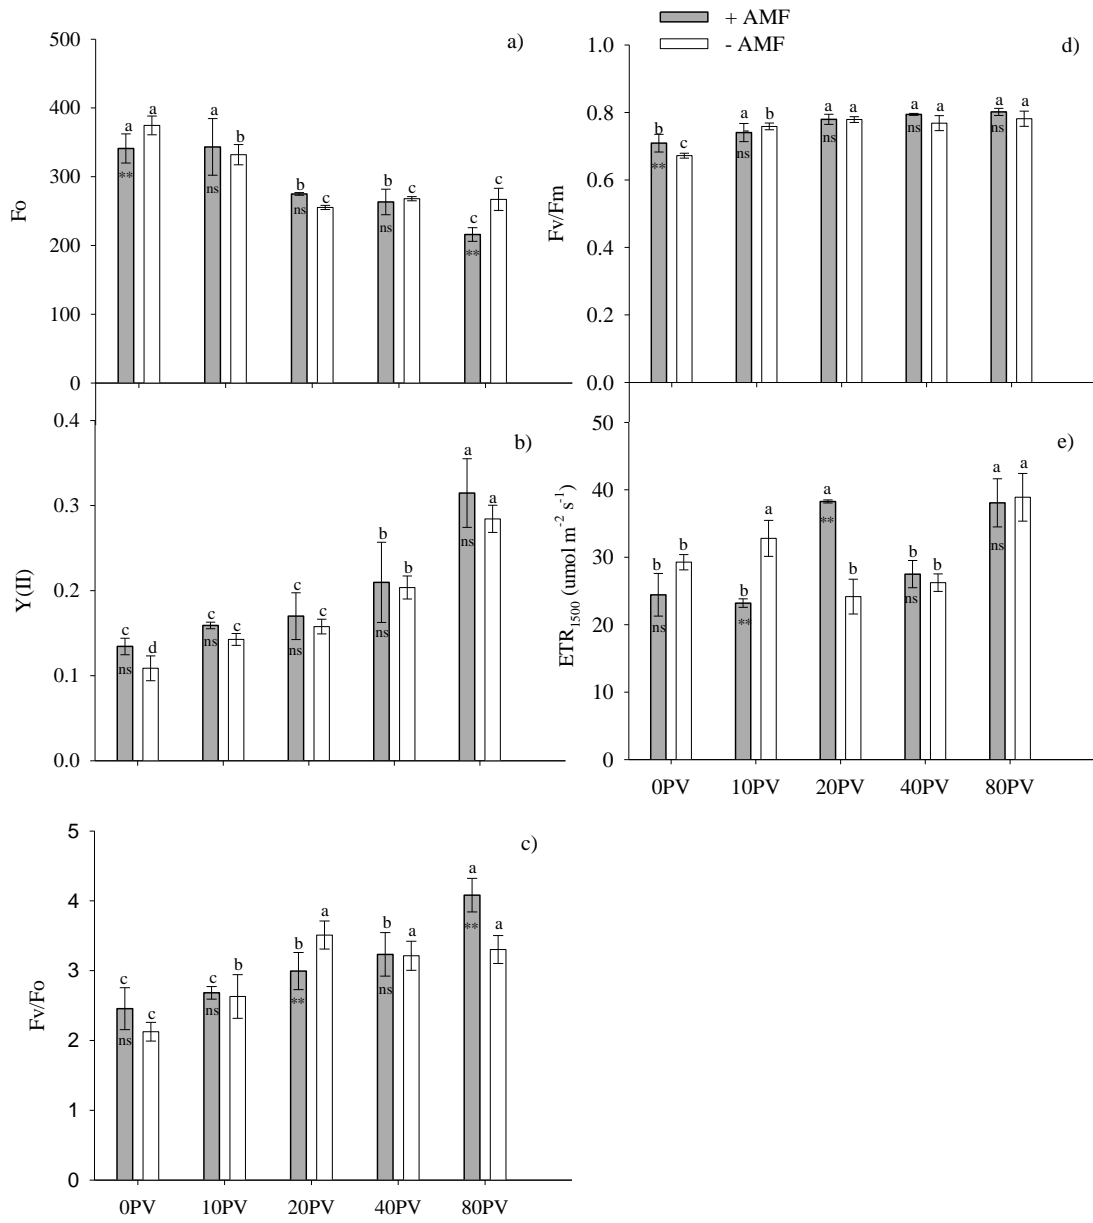 + AMF
- AMF
a)
Fo
500
400
300
200
100
0
a a a b b c b c c c
** ns ns ns **
d)
Fv/Fm
1.0
0.8
0.6
0.4
0.2
0.0
b c a b a a a a a a
** ns ns ns ns
b)
Y(II)
0.4
0.3
0.2
0.1
0.0
c d c c c c b b a a
ns ns ns ns ns
e)
ETR1500 (umol m-2 s-1)
50
40
30
20
10
0
b b b a a b b b a a
ns ** ** ns ns
0PV 10PV 20PV 40PV 80PV
c)
Fv/Fo
5
4
3
2
1
0
c c c b b a b a a a
ns ns ** ns **
0PV 10PV 20PV 40PV 80PV